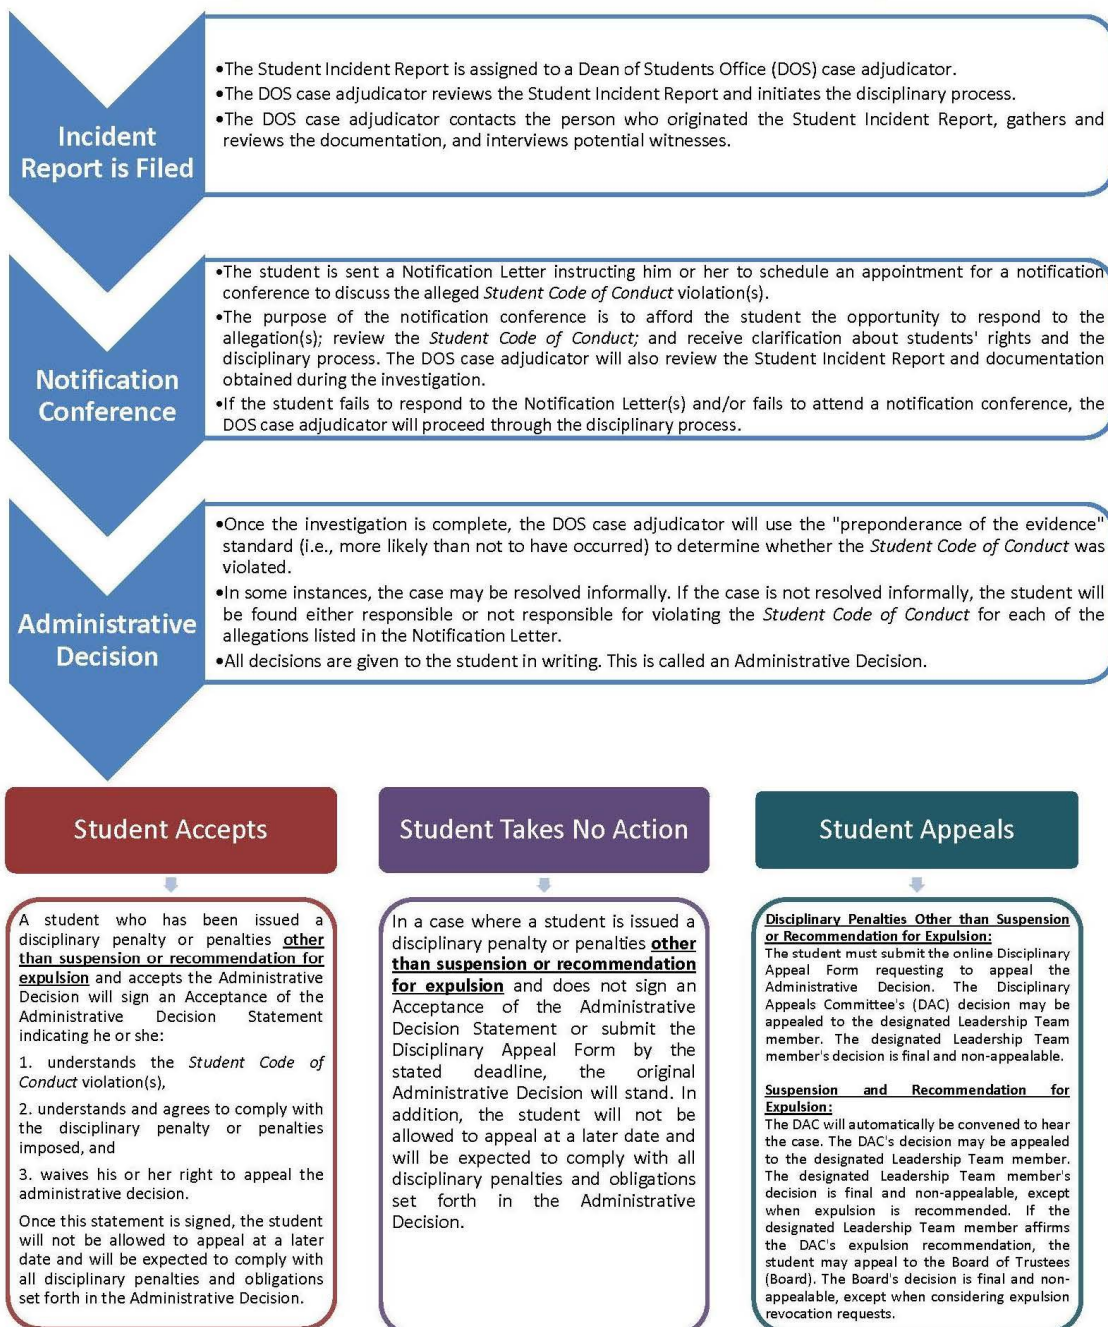 Incident
Report is Filed
•The Student Incident Report is assigned to a Dean of Students Office (DOS) case adjudicator.
•The DOS case adjudicator reviews the Student Incident Report and initiates the disciplinary process.
•The DOS case adjudicator contacts the person who originated the Student Incident Report, gathers and
reviews the documentation, and interviews potential witnesses.
Notification
Conference
•The student is sent a Notification Letter instructing him or her to schedule an appointment for a notification
conference to discuss the alleged Student Code of Conduct violation(s).
•The purpose of the notification conference is to afford the student the opportunity to respond to the
allegation(s); review the Student Code of Conduct; and receive clarification about students' rights and the
disciplinary process. The DOS case adjudicator will also review the Student Incident Report and documentation
obtained during the investigation.
•If the student fails to respond to the Notification Letter(s) and/or fails to attend a notification conference, the
DOS case adjudicator will proceed through the disciplinary process.
Administrative
Decision
•Once the investigation is complete, the DOS case adjudicator will use the "preponderance of the evidence"
standard (i.e., more likely than not to have occurred) to determine whether the Student Code of Conduct was
violated.
•In some instances, the case may be resolved informally. If the case is not resolved informally, the student will
be found either responsible or not responsible for violating the Student Code of Conduct for each of the
allegations listed in the Notification Letter.
•All decisions are given to the student in writing. This is called an Administrative Decision.
Student Accepts
A student who has been issued a
disciplinary penalty or penalties other
than suspension or recommendation for
expulsion and accepts the Administrative
Decision will sign an Acceptance of the
Administrative Decision Statement
indicating he or she:
1. understands the Student Code of
Conduct violation(s),
2. understands and agrees to comply with
the disciplinary penalty or penalties
imposed, and
3. waives his or her right to appeal the
administrative decision.
Once this statement is signed, the student
will not be allowed to appeal at a later
date and will be expected to comply with
all disciplinary penalties and obligations
set forth in the Administrative Decision.
Student Takes No Action
In a case where a student is issued a
disciplinary penalty or penalties other
than suspension or recommendation
for expulsion and does not sign an
Acceptance of the Administrative
Decision Statement or submit the
Disciplinary Appeal Form by the
stated deadline, the original
Administrative Decision will stand. In
addition, the student will not be
allowed to appeal at a later date and
will be expected to comply with all
disciplinary penalties and obligations
set forth in the Administrative
Decision.
Student Appeals
Disciplinary Penalties Other than Suspension
or Recommendation for Expulsion:
The student must submit the online Disciplinary
Appeal Form requesting to appeal the
Administrative Decision. The Disciplinary
Appeals Committee's (DAC) decision may be
appealed to the designated Leadership Team
member. The designated Leadership Team
member's decision is final and non-appealable.
Suspension and Recommendation for
Expulsion:
The DAC will automatically be convened to hear
the case. The DAC's decision may be appealed
to the designated Leadership Team member.
The designated Leadership Team member's
decision is final and non-appealable, except
when expulsion is recommended. If the
designated Leadership Team member affirms
the DAC's expulsion recommendation, the
student may appeal to the Board of Trustees
(Board). The Board's decision is final and non-
appealable, except when considering expulsion
revocation requests.